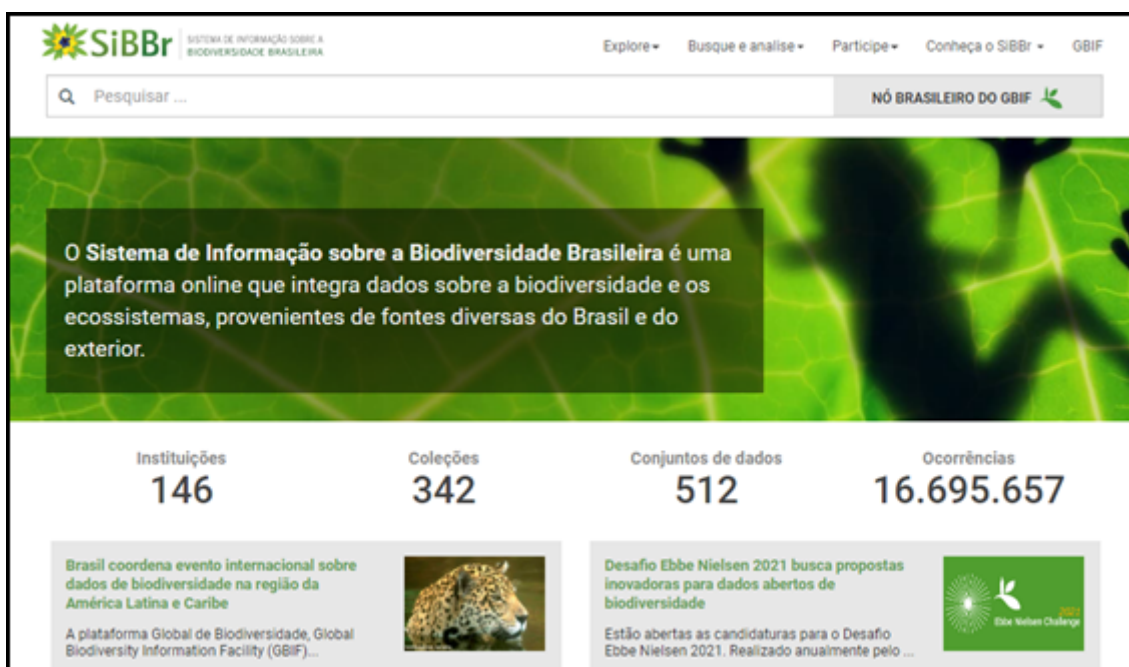 SiBBr
SISTEMA DE INFORMAÇÃO SOBRE A
BIODIVERSIDADE BRASILEIRA
Explore Busque e analise Participe Conheça o SiBBr GBIF
Pesquisar ...
NÓ BRASILEIRO DO GBIF
O Sistema de Informação sobre a Biodiversidade Brasileira é uma
plataforma online que integra dados sobre a biodiversidade e os
ecossistemas, provenientes de fontes diversas do Brasil e do
exterior.
Instituições Coleções Conjuntos de dados Ocorrências
146 342 512 16.695.657
Brasil coordena evento internacional sobre
dados de biodiversidade na região da
América Latina e Caribe
A plataforma Global de Biodiversidade, Global
Biodiversity Information Facility (GBIF)...
Desafio Ebbe Nielsen 2021 busca propostas
inovadoras para dados abertos de
biodiversidade
Estão abertas as candidaturas para o Desafio
Ebbe Nielsen 2021. Realizado anualmente pelo ...
2021
Ebbe Nielsen Challenge